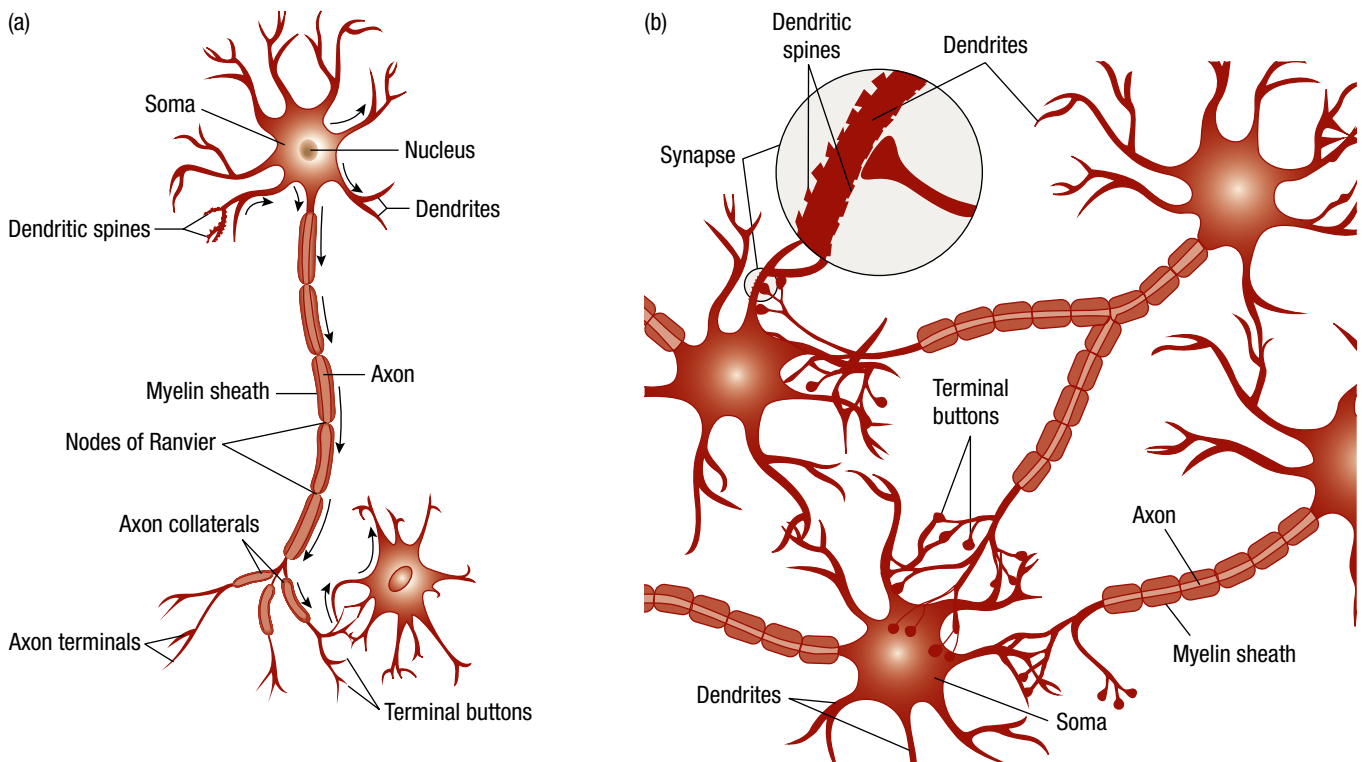 (a)
Soma
Nucleus
Dendrites
Dendritic spines
Axon
Myelin sheath
Nodes of Ranvier
Axon collaterals
Axon terminals
Terminal buttons
(b)
Dendritic
spines
Dendrites
Synapse
Terminal
buttons
Axon
Myelin sheath
Dendrites
Soma